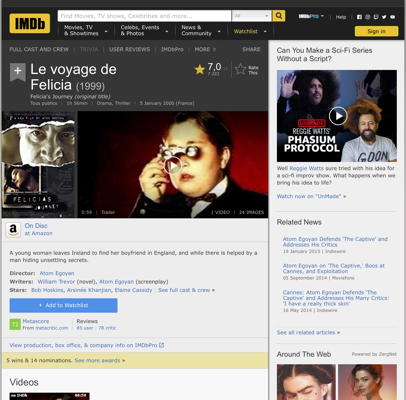 IMDb
Find Movies, TV shows, Celebrities and more...
All
IMDbPro
Help
Movies, TV
& Showtimes
Celebs, Events
& Photos
News &
Community
Watchlist
Sign in
FULL CAST AND CREW | TRIVIA | USER REVIEWS | IMDbPro | MORE
SHARE
Le voyage de
Felicia (1999)
7,0
Rate
This
Felicia's Journey (original title)
Tous publics | 1h 56min | Drama, Thriller | 5 January 2000 (France)
FELICIA'S
JOURNEY
0:59 | Trailer
1 VIDEO | 24 IMAGES
On Disc
at Amazon
A young woman leaves Ireland to find her boyfriend in England, and while there is helped by a
man hiding unsettling secrets.
Director: Atom Egoyan
Writers: William Trevor (novel), Atom Egoyan (screenplay)
Stars: Bob Hoskins, Arsinée Khanjian, Elaine Cassidy | See full cast & crew »
+ Add to Watchlist
Metascore
From metacritic.com
Reviews
85 user | 78 critic
View production, box office, & company info on IMDbPro
5 wins & 14 nominations. See more awards »
Videos
Can You Make a Sci-Fi Series
Without a Script?
REGGIE WATTS'
PHASIUM
PROTOCOL
Well Reggie Watts sure tried with his idea for
a sci-fi improv show. What happens when we
bring his idea to life?
Watch now on "UnMade" »
Related News
Atom Egoyan Defends 'The Captive' and
Addresses His Critics
19 January 2015 | Indiewire
Atom Egoyan on 'The Captive,' Boos at
Cannes, and Exploitation
05 September 2014 | Moviefone
Cannes: Atom Egoyan Defends 'The
Captive' and Addresses His Many Critics:
'I have a really thick skin'
16 May 2014 | Indiewire
See all related articles »
Around The Web
Powered by ZergNet